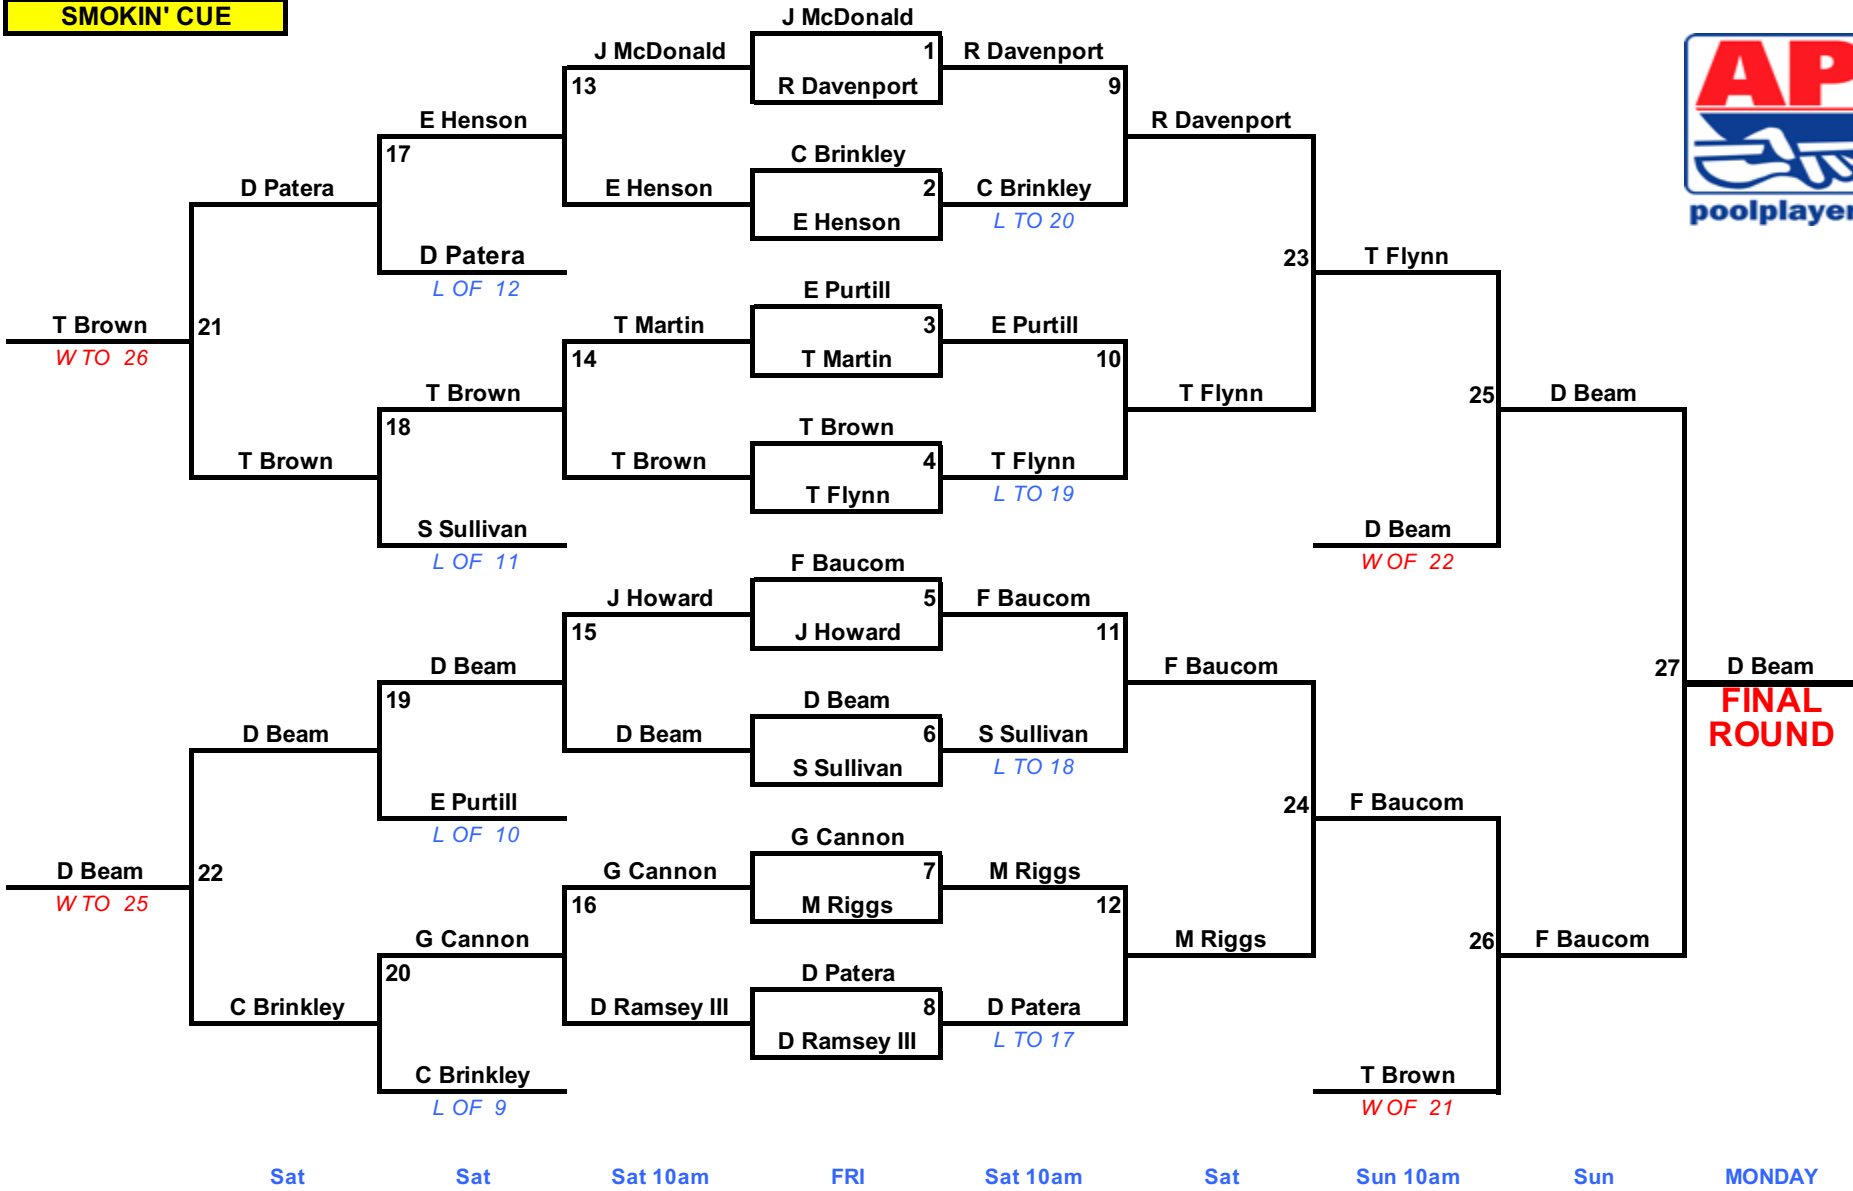 SMOKIN' CUE
J McDonald
J McDonald 1 R Davenport
13 R Davenport 9
E Henson R Davenport
17 C Brinkley
D Patera E Henson 2 C Brinkley
E Henson L TO 20
D Patera 23 T Flynn
L OF 12 E Purtill
T Brown 21 T Martin 3 E Purtill
W TO 26 14 T Martin 10
T Brown T Flynn 25 D Beam
18 T Brown
T Brown T Brown 4 T Flynn
T Flynn L TO 19
S Sullivan D Beam
L OF 11 F Baucom W OF 22
J Howard 5 F Baucom
15 J Howard 11
D Beam F Baucom 27 D Beam
19 D Beam FINAL
D Beam D Beam 6 S Sullivan ROUND
S Sullivan L TO 18
E Purtill 24 F Baucom
L OF 10 G Cannon
D Beam 22 G Cannon 7 M Riggs
W TO 25 16 M Riggs 12
G Cannon M Riggs 26 F Baucom
20 D Patera
C Brinkley D Ramsey III 8 D Patera
D Ramsey III L TO 17
C Brinkley T Brown
L OF 9 W OF 21
Sat Sat Sat 10am FRI Sat 10am Sat Sun 10am Sun MONDAY
AP
poolplayer